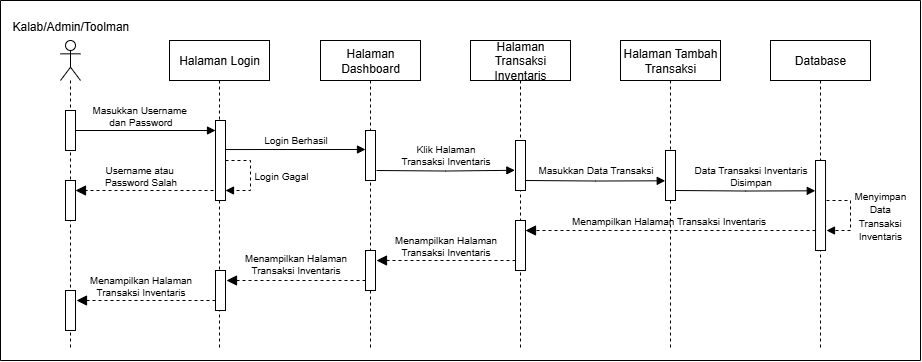 Kalab/Admin/Toolman
Halaman Login
Halaman
Dashboard
Halaman
Transaksi
Inventaris
Halaman Tambah
Transaksi
Database
Masukkan Username
dan Password
Login Berhasil
Klik Halaman
Transaksi Inventaris
Masukkan Data Transaksi
Data Transaksi Inventaris
Disimpan
Username atau
Password Salah
Login Gagal
Menyimpan
Data
Transaksi
Inventaris
Menampilkan Halaman Transaksi Inventaris
Menampilkan Halaman
Transaksi Inventaris
Menampilkan Halaman
Transaksi Inventaris
Menampilkan Halaman
Transaksi Inventaris